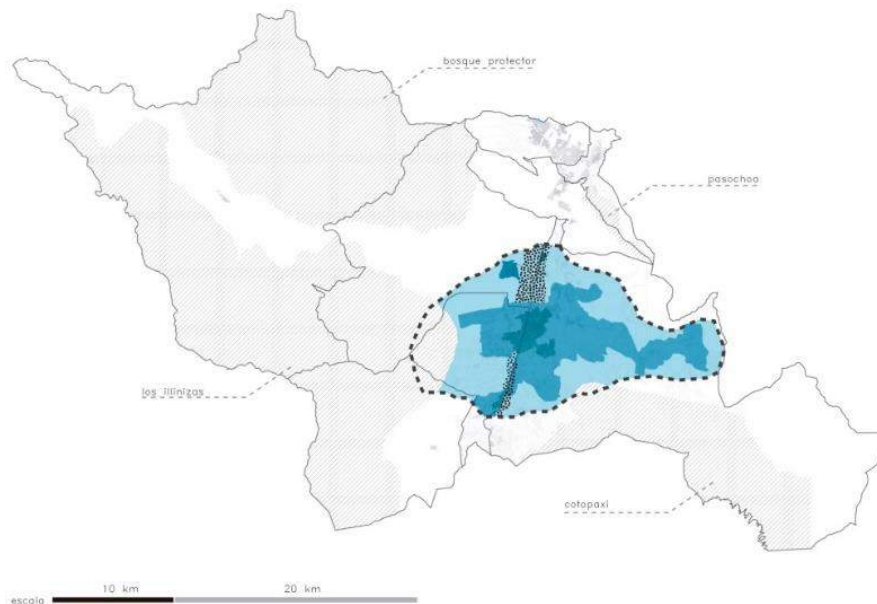 bosque protector
pasochoa
los illinizas
cotopaxi
10 km
20 km
escala